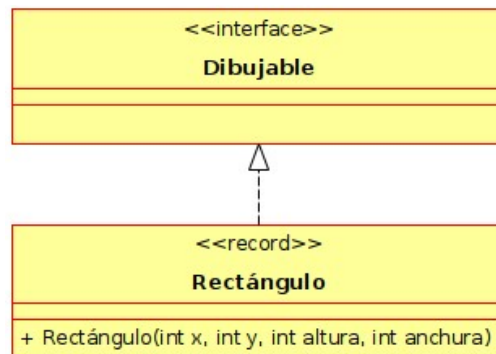 <<interface>>
Dibujable
<<record>>
Rectángulo
+ Rectángulo(int x, int y, int altura, int anchura)